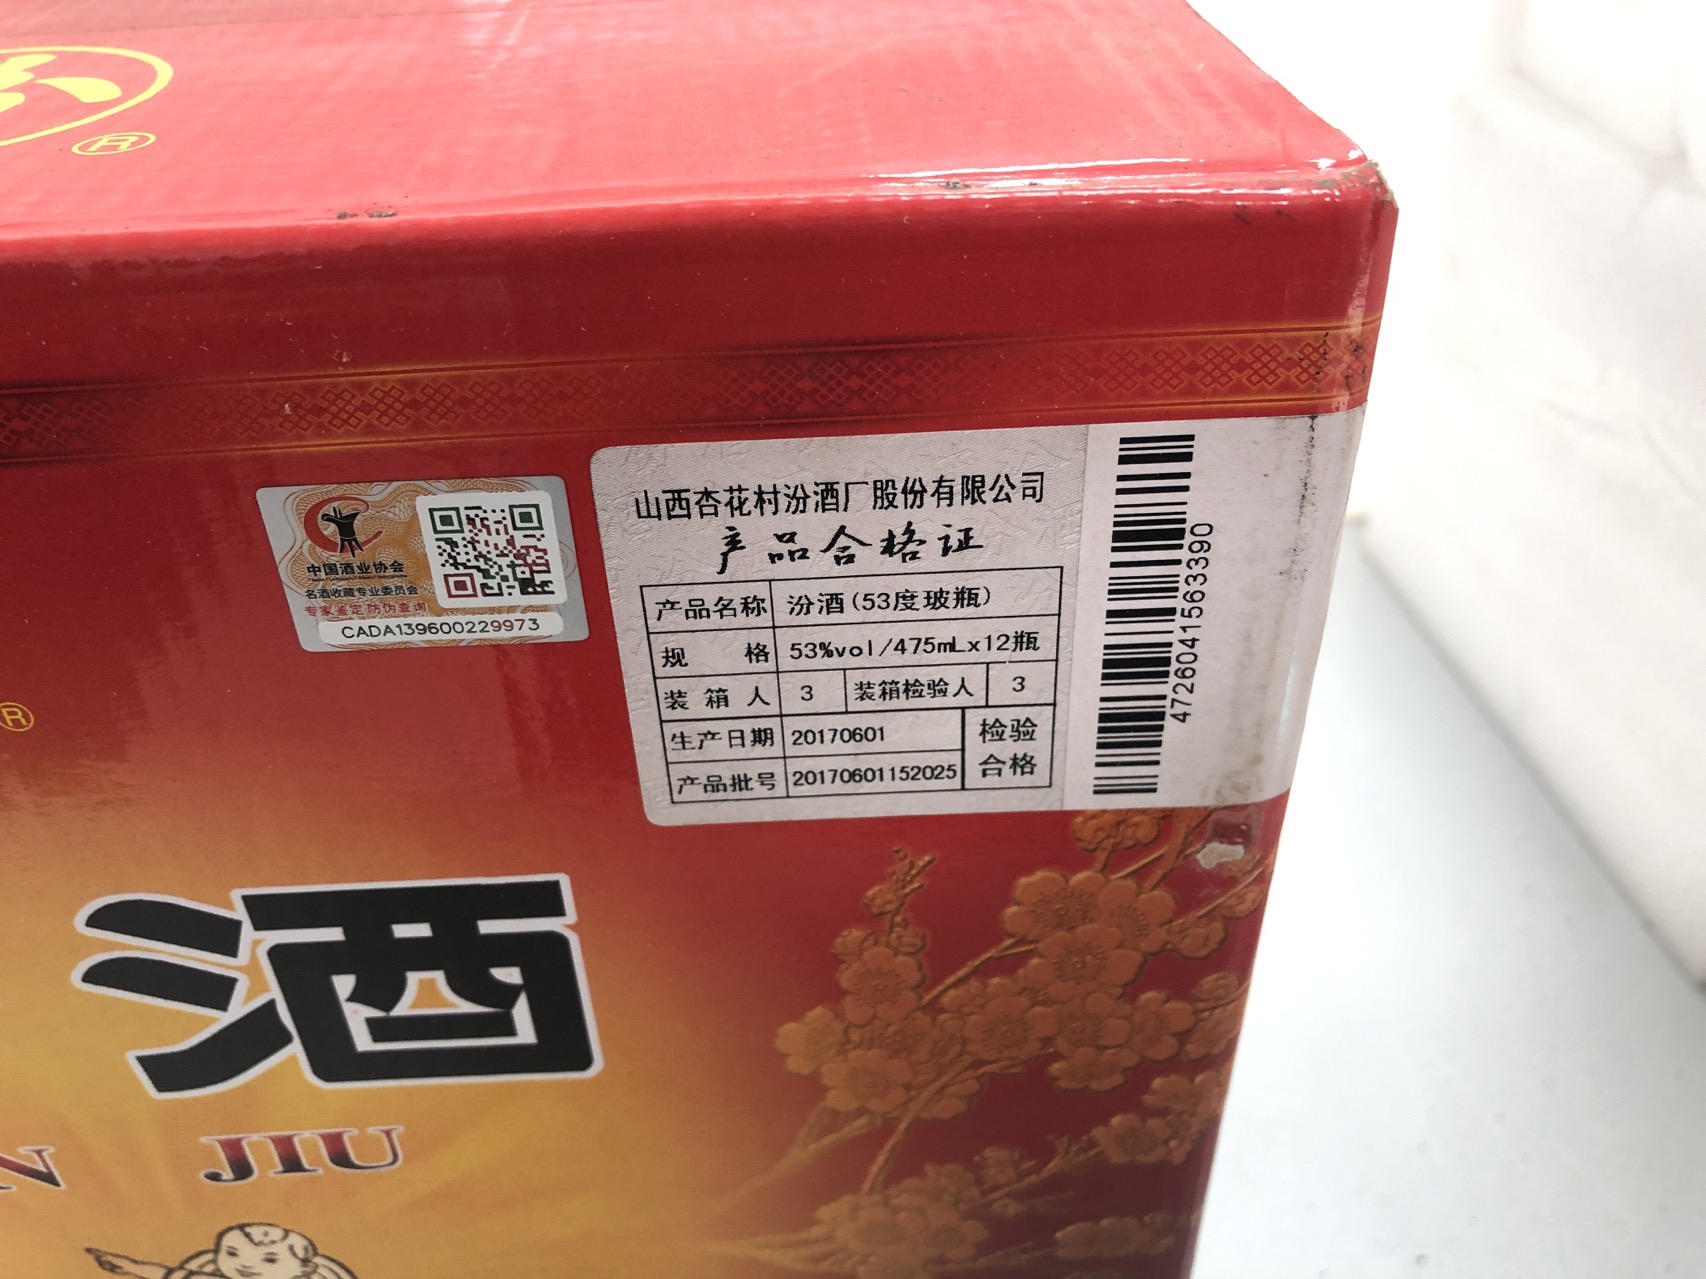 ®
中国酒业协会
名酒收藏专业委员会
专家鉴定 防伪查询
CADA139600229973
山西杏花村汾酒厂股份有限公司
产品合格证
产品名称 汾酒(53度玻瓶)
规 格 53%vol/475mLx12瓶
装 箱 人 3 装箱检验人 3
生产日期 20170601
产品批号 20170601152025
检验
合格
4726041563390
®
酒
N JIU